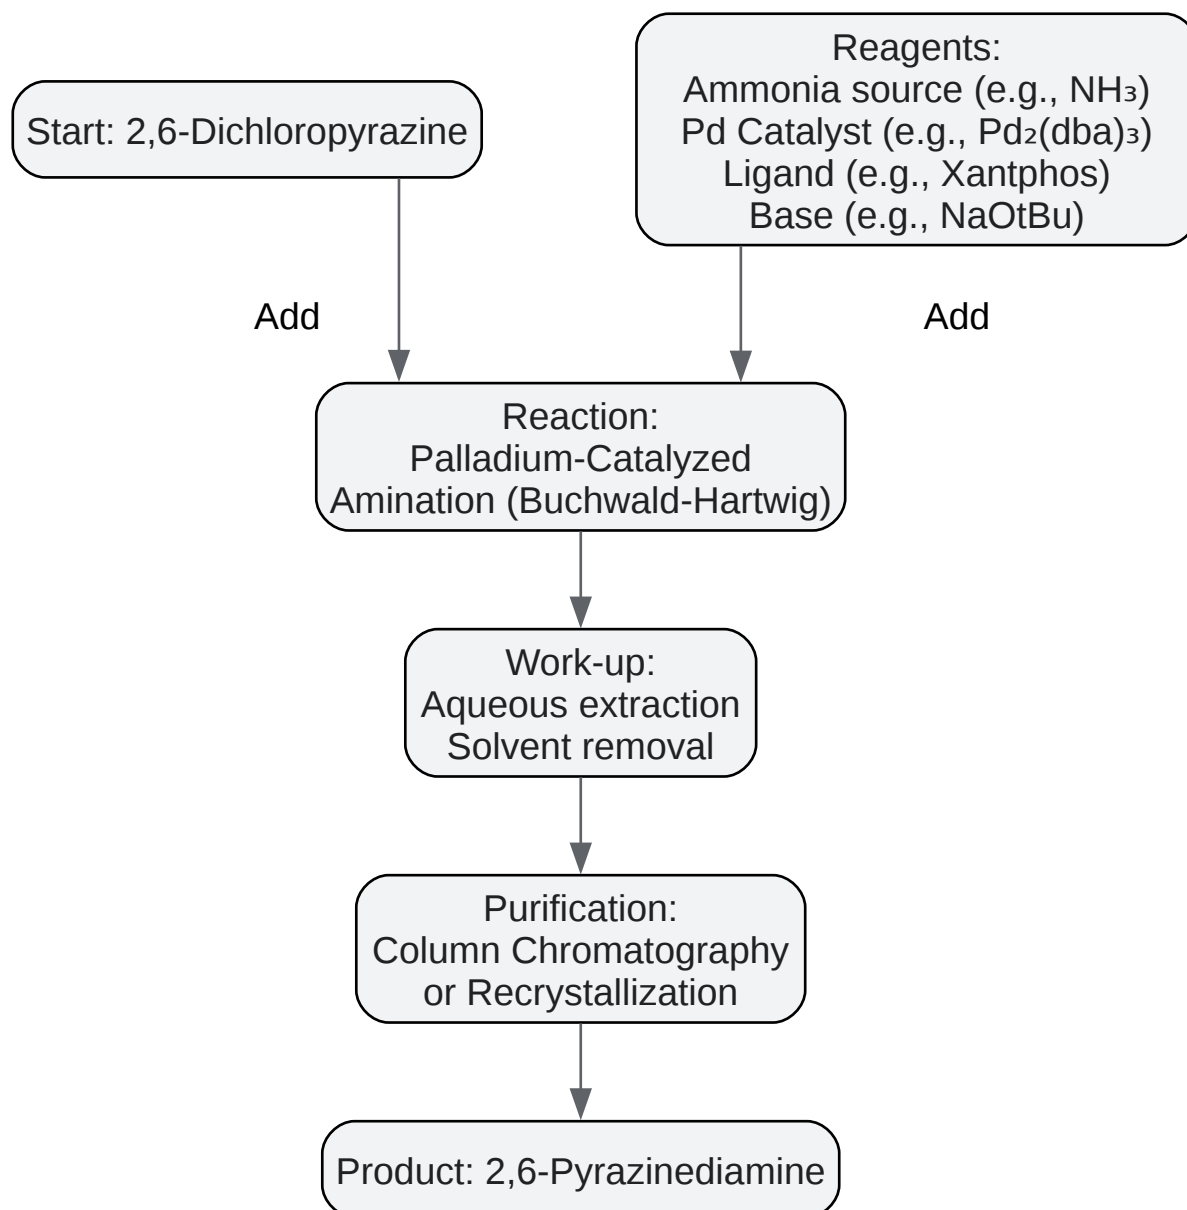 Start: 2,6-Dichloropyrazine
Reagents:
Ammonia source (e.g., NH₃)
Pd Catalyst (e.g., Pd₂(dba)₃)
Ligand (e.g., Xantphos)
Base (e.g., NaOtBu)
Add
Add
Reaction:
Palladium-Catalyzed
Amination (Buchwald-Hartwig)
Work-up:
Aqueous extraction
Solvent removal
Purification:
Column Chromatography
or Recrystallization
Product: 2,6-Pyrazinediamine